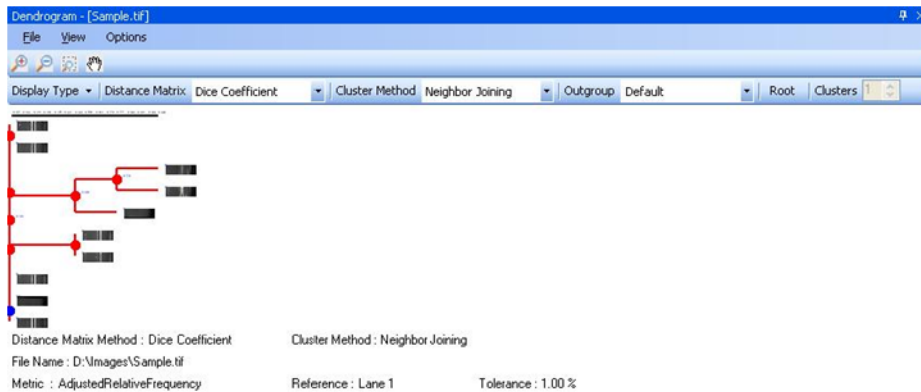 Dendrogram - [Sample.tif]
File View Options
Display Type Distance Matrix Dice Coefficient Cluster Method Neighbor Joining Outgroup Default Root Clusters 1
Distance Matrix Method : Dice Coefficient Cluster Method : Neighbor Joining
File Name : D:\Images\Sample.tif
Metric : AdjustedRelativeFrequency Reference : Lane 1 Tolerance : 1.00 %